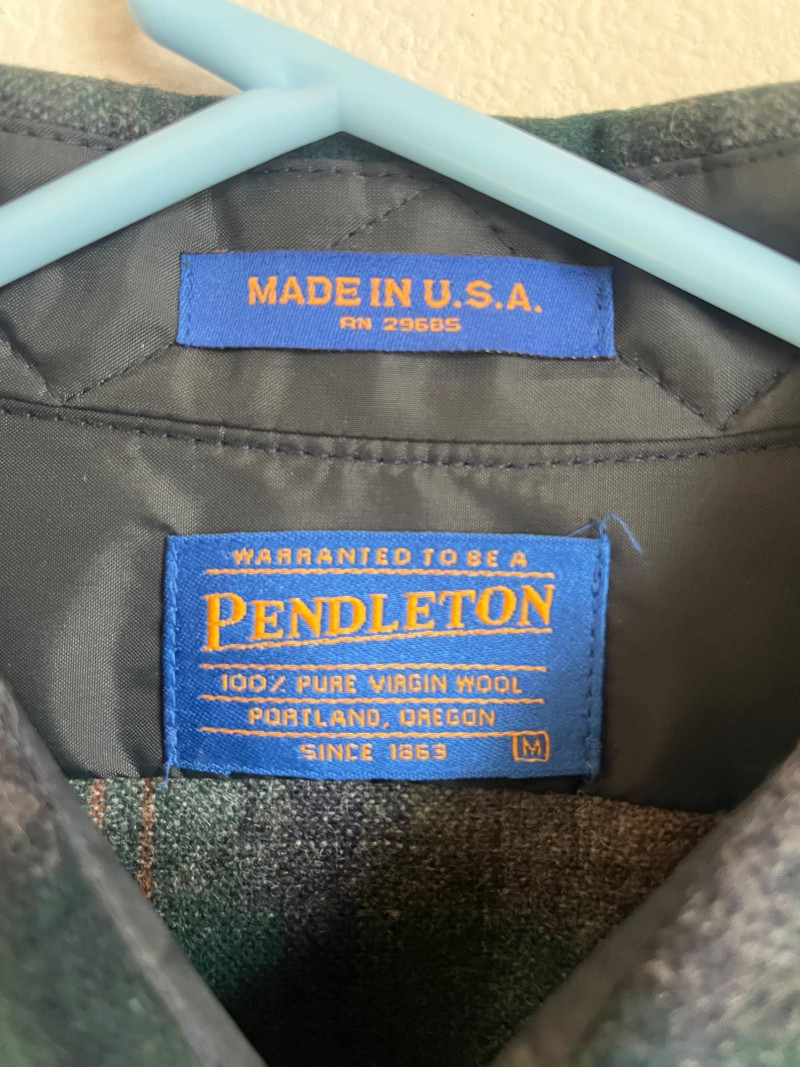 MADE IN U.S.A.
RN 29685
WARRANTED TO BE A
PENDLETON
100% PURE VIRGIN WOOL
PORTLAND, OREGON
SINCE 1863
M